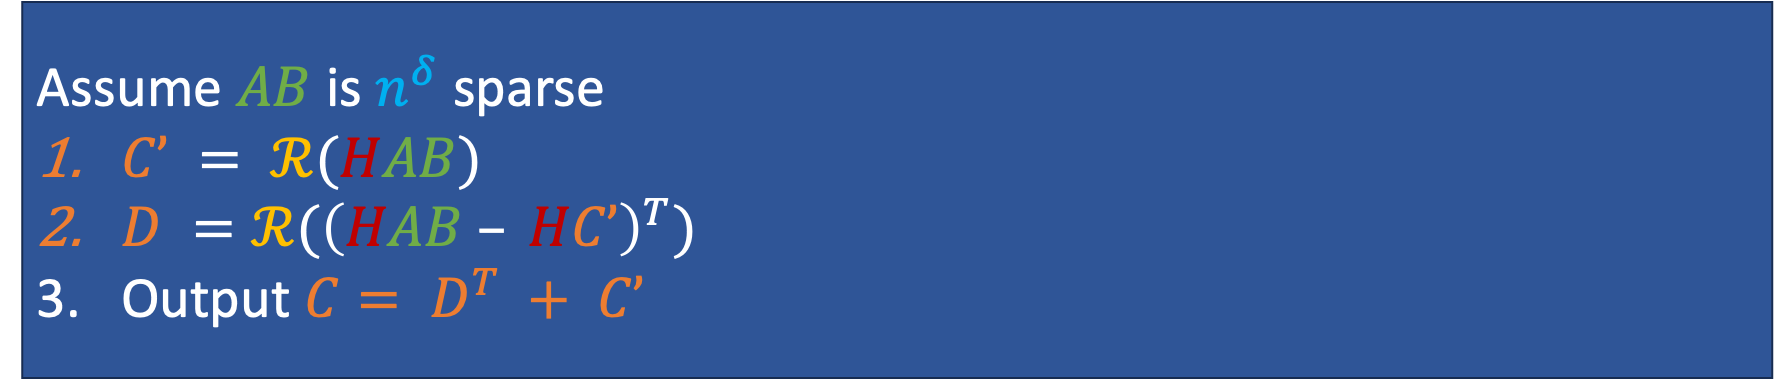 Assume AB is n^δ sparse
1. C’ = ℛ(HAB)
2. D = ℛ((HAB – HC’)^T)
3. Output C = D^T + C’